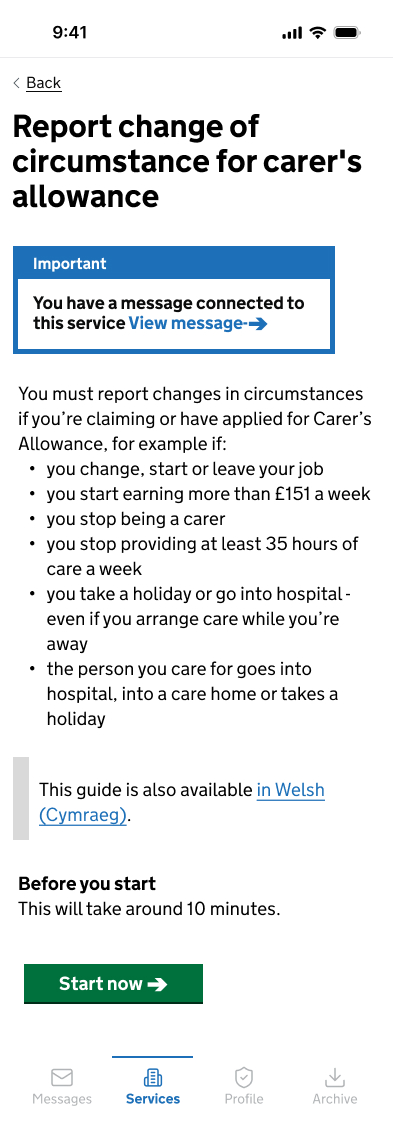 9:41
Back
Report change of
circumstance for carer's
allowance
Important
You have a message connected to
this service View message
You must report changes in circumstances
if you're claiming or have applied for Carer's
Allowance, for example if:
• you change, start or leave your job
• you start earning more than £151 a week
• you stop being a carer
• you stop providing at least 35 hours of
care a week
• you take a holiday or go into hospital -
even if you arrange care while you're
away
• the person you care for goes into
hospital, into a care home or takes a
holiday
This guide is also available in Welsh
(Cymraeg).
Before you start
This will take around 10 minutes.
Start now
Messages
Services
Profile
Archive